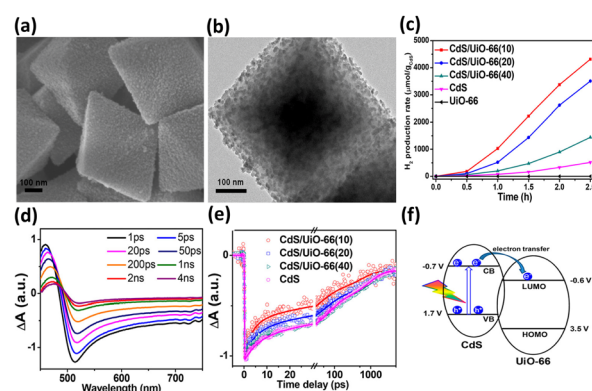 (a)
100 nm
(b)
100 nm
(c)
H₂ production rate (μmol/gCdS)
5000
4000
3000
2000
1000
0
CdS/UiO-66(10)
CdS/UiO-66(20)
CdS/UiO-66(40)
CdS
UiO-66
0.0 0.5 1.0 1.5 2.0 2.5
Time (h)
(d)
ΔA (a.u.)
1
0
-1
1ps 5ps
20ps 50ps
200ps 1ns
2ns 4ns
500 600 700
Wavelength (nm)
(e)
ΔA (a.u.)
0
-1
CdS/UiO-66(10)
CdS/UiO-66(20)
CdS/UiO-66(40)
CdS
0 10 20 100 1000
Time delay (ps)
(f)
electron transfer
-0.7 V
CB
LUMO
-0.6 V
1.7 V
VB
HOMO
3.5 V
CdS
UiO-66